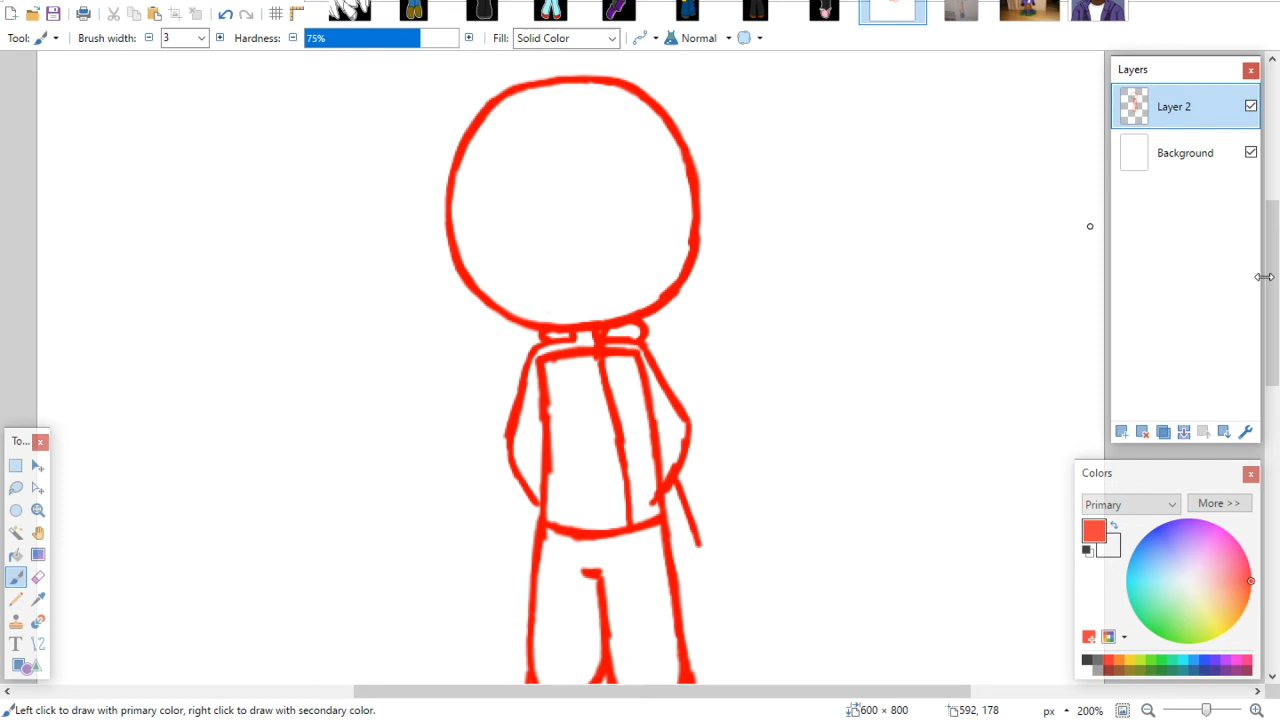 Tool:
Brush width:
3
Hardness:
75%
Fill:
Solid Color
Normal
Layers
Layer 2
Background
To...
Colors
Primary
More >>
T
Left click to draw with primary color, right click to draw with secondary color.
600 × 800
592, 178
px
200%